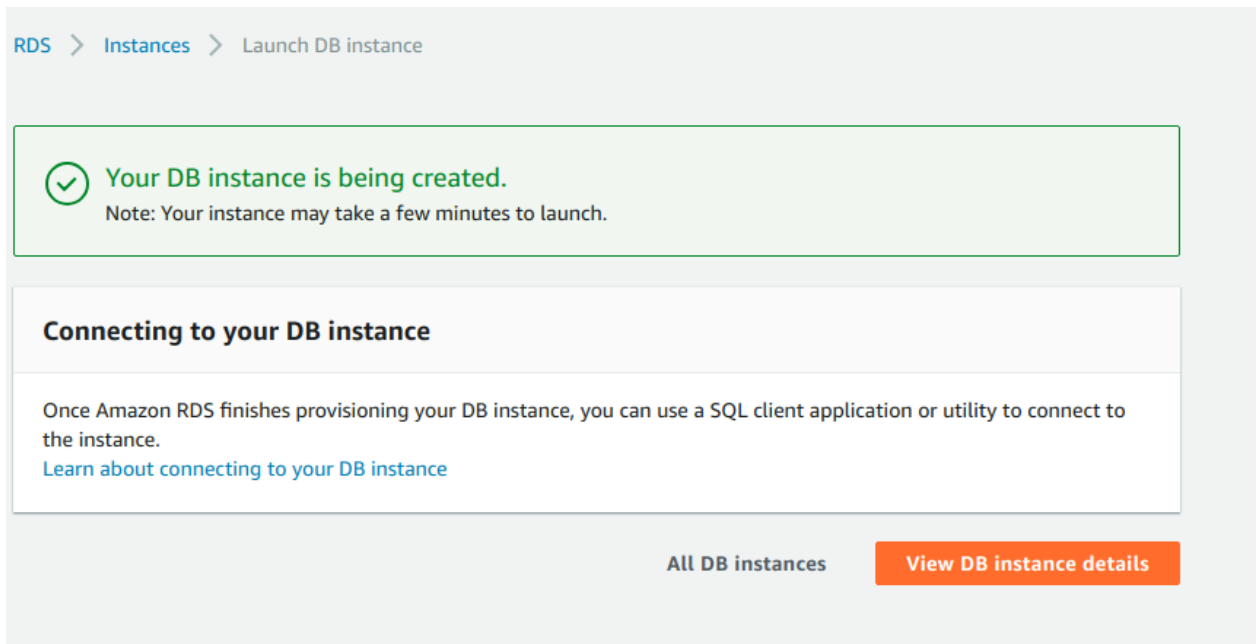 RDS > Instances > Launch DB instance
Your DB instance is being created.
Note: Your instance may take a few minutes to launch.
Connecting to your DB instance
Once Amazon RDS finishes provisioning your DB instance, you can use a SQL client application or utility to connect to
the instance.
Learn about connecting to your DB instance
All DB instances View DB instance details